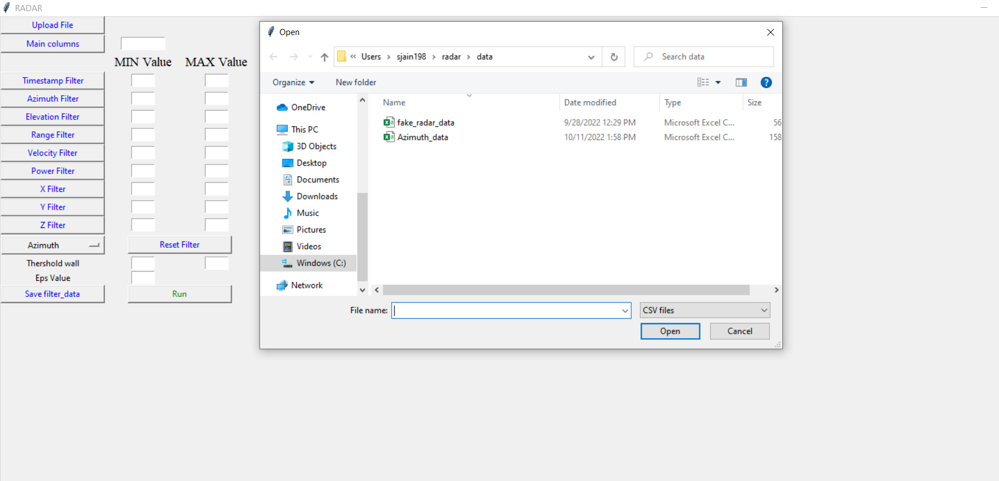 RADAR
Upload File
Main columns
MIN Value MAX Value
Timestamp Filter
Azimuth Filter
Elevation Filter
Range Filter
Velocity Filter
Power Filter
X Filter
Y Filter
Z Filter
Azimuth Reset Filter
Thershold wall
Eps Value
Save filter_data Run
Open
« Users › sjain198 › radar › data Search data
Organize New folder ?
OneDrive
This PC
3D Objects
Desktop
Documents
Downloads
Music
Pictures
Videos
Windows (C:)
Network
Name Date modified Type Size
fake_radar_data 9/28/2022 12:29 PM Microsoft Excel C... 56
Azimuth_data 10/11/2022 1:58 PM Microsoft Excel C... 158
File name: CSV files
Open Cancel